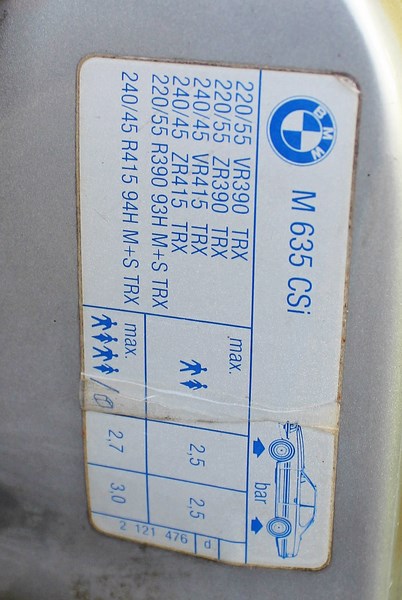 BMW
M 635 CSi
bar
220/55 VR390 TRX
220/55 ZR390 TRX
240/45 VR415 TRX
240/45 ZR415 TRX
220/55 R390 93H M+S TRX
240/45 R415 94H M+S TRX
max.
2,5 2,5
max.
2,7 3,0
2 121 476 d